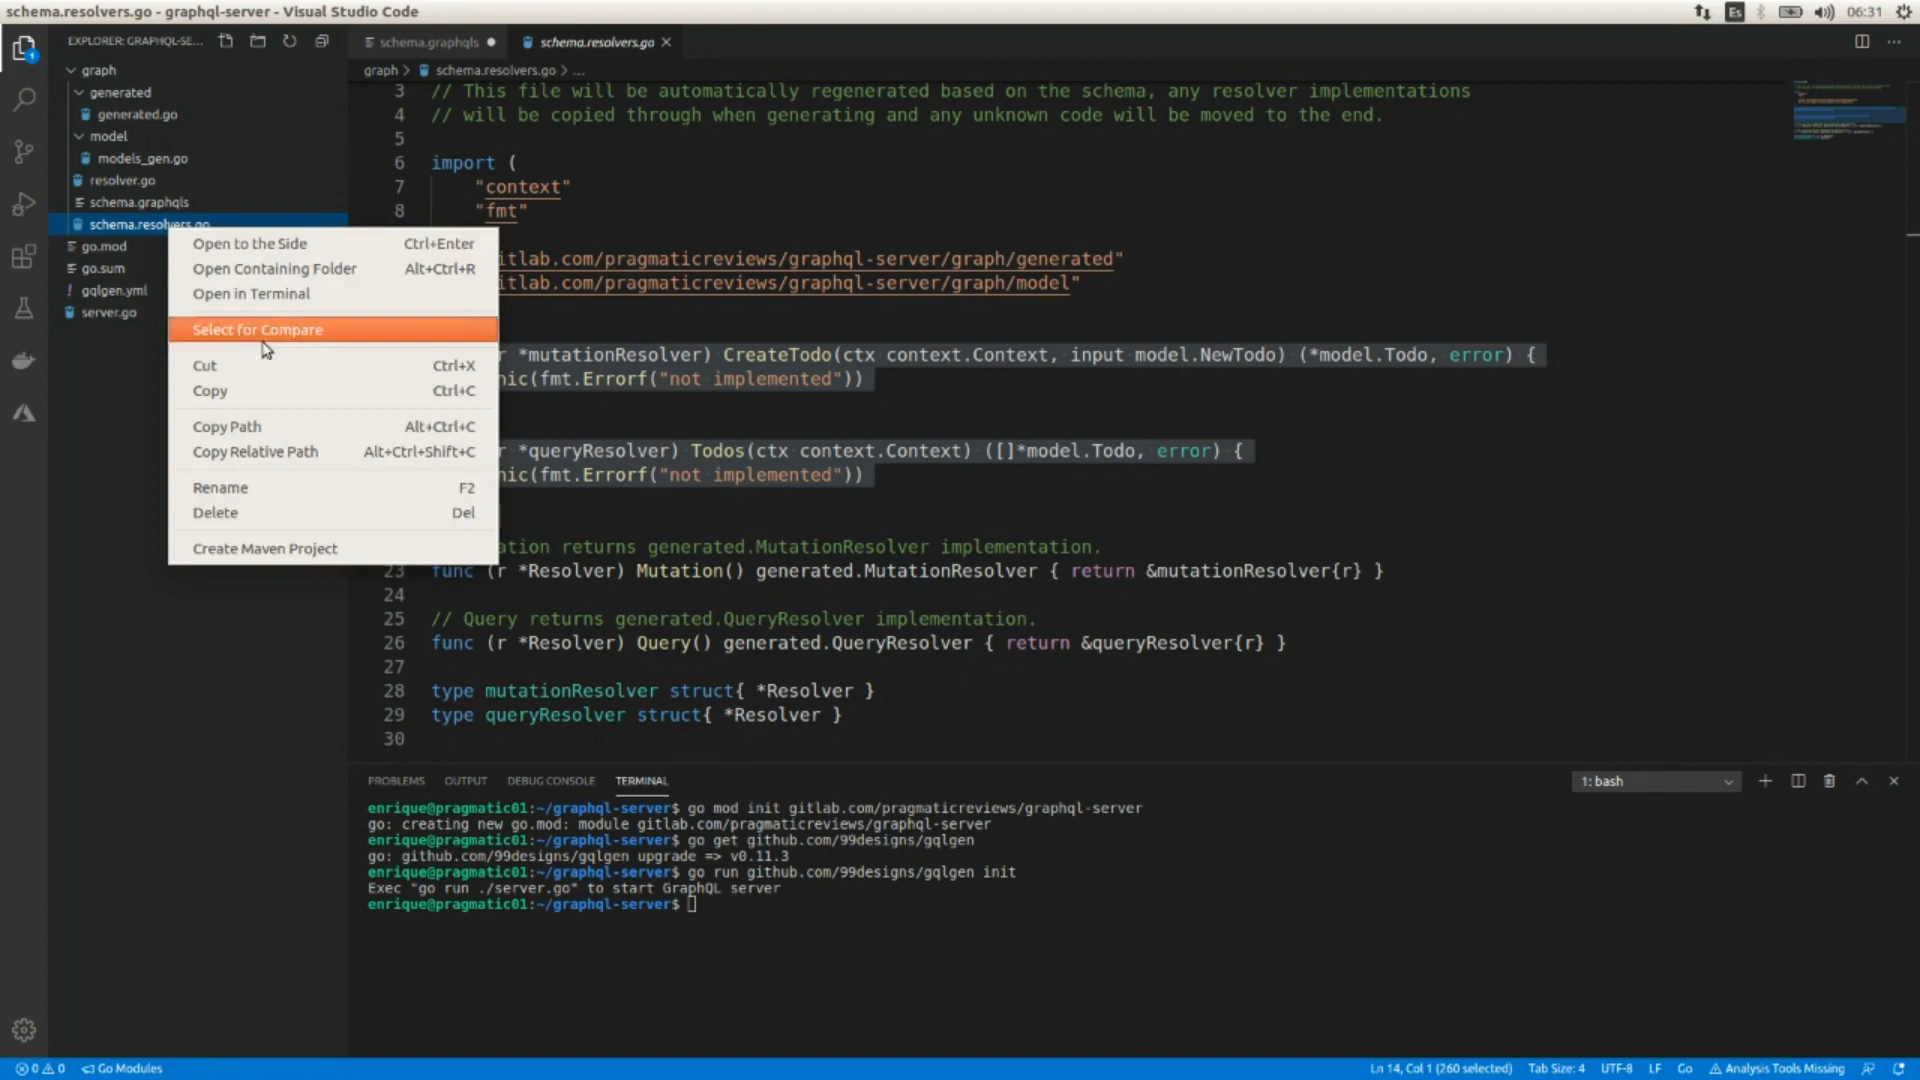 schema.resolvers.go - graphql-server - Visual Studio Code
Es
06:31
EXPLORER: GRAPHQL-SE...
schema.graphqls
schema.resolvers.go
graph
generated
generated.go
model
models_gen.go
resolver.go
schema.graphqls
schema.resolvers.go
go.mod
go.sum
! gqlgen.yml
server.go
Open to the Side Ctrl+Enter
Open Containing Folder Alt+Ctrl+R
Open in Terminal
Select for Compare
Cut Ctrl+X
Copy Ctrl+C
Copy Path Alt+Ctrl+C
Copy Relative Path Alt+Ctrl+Shift+C
Rename F2
Delete Del
Create Maven Project
graph > schema.resolvers.go > ...
3 // This file will be automatically regenerated based on the schema, any resolver implementations
4 // will be copied through when generating and any unknown code will be moved to the end.
5
6 import (
7 "context"
8 "fmt"
itlab.com/pragmaticreviews/graphql-server/graph/generated"
itlab.com/pragmaticreviews/graphql-server/graph/model"
r *mutationResolver) CreateTodo(ctx context.Context, input model.NewTodo) (*model.Todo, error) {
nic(fmt.Errorf("not implemented"))
r *queryResolver) Todos(ctx context.Context) ([]*model.Todo, error) {
nic(fmt.Errorf("not implemented"))
ation returns generated.MutationResolver implementation.
23 func (r *Resolver) Mutation() generated.MutationResolver { return &mutationResolver{r} }
24
25 // Query returns generated.QueryResolver implementation.
26 func (r *Resolver) Query() generated.QueryResolver { return &queryResolver{r} }
27
28 type mutationResolver struct{ *Resolver }
29 type queryResolver struct{ *Resolver }
30
PROBLEMS OUTPUT DEBUG CONSOLE TERMINAL
1: bash
enrique@pragmatic01:~/graphql-server$ go mod init gitlab.com/pragmaticreviews/graphql-server
go: creating new go.mod: module gitlab.com/pragmaticreviews/graphql-server
enrique@pragmatic01:~/graphql-server$ go get github.com/99designs/gqlgen
go: github.com/99designs/gqlgen upgrade => v0.11.3
enrique@pragmatic01:~/graphql-server$ go run github.com/99designs/gqlgen init
Exec "go run ./server.go" to start GraphQL server
enrique@pragmatic01:~/graphql-server$
0 0 Go Modules
Ln 14, Col 1 (260 selected) Tab Size: 4 UTF-8 LF Go Analysis Tools Missing